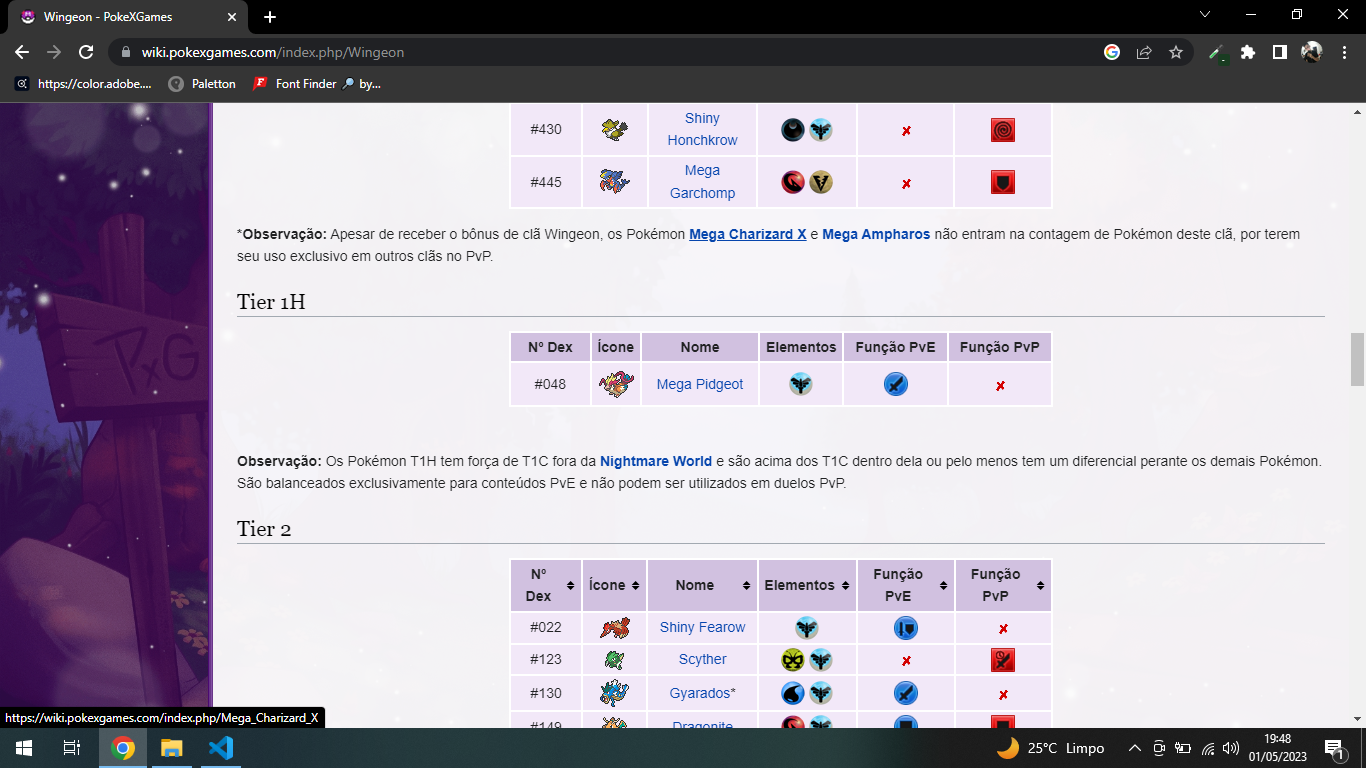 Wingeon - PokeXGames
wiki.pokexgames.com/index.php/Wingeon
https://color.adobe.... Paletton Font Finder 🔎 by...
#430 Shiny Honchkrow
#445 Mega Garchomp
*Observação: Apesar de receber o bônus de clã Wingeon, os Pokémon Mega Charizard X e Mega Ampharos não entram na contagem de Pokémon deste clã, por terem
seu uso exclusivo em outros clãs no PvP.
Tier 1H
Nº Dex Ícone Nome Elementos Função PvE Função PvP
#048 Mega Pidgeot
Observação: Os Pokémon T1H tem força de T1C fora da Nightmare World e são acima dos T1C dentro dela ou pelo menos tem um diferencial perante os demais Pokémon.
São balanceados exclusivamente para conteúdos PvE e não podem ser utilizados em duelos PvP.
Tier 2
Nº Dex Ícone Nome Elementos Função PvE Função PvP
#022 Shiny Fearow
#123 Scyther
#130 Gyarados*
#149 Dragonite
PxG
https://wiki.pokexgames.com/index.php/Mega_Charizard_X
25°C Limpo
19:48
01/05/2023
1